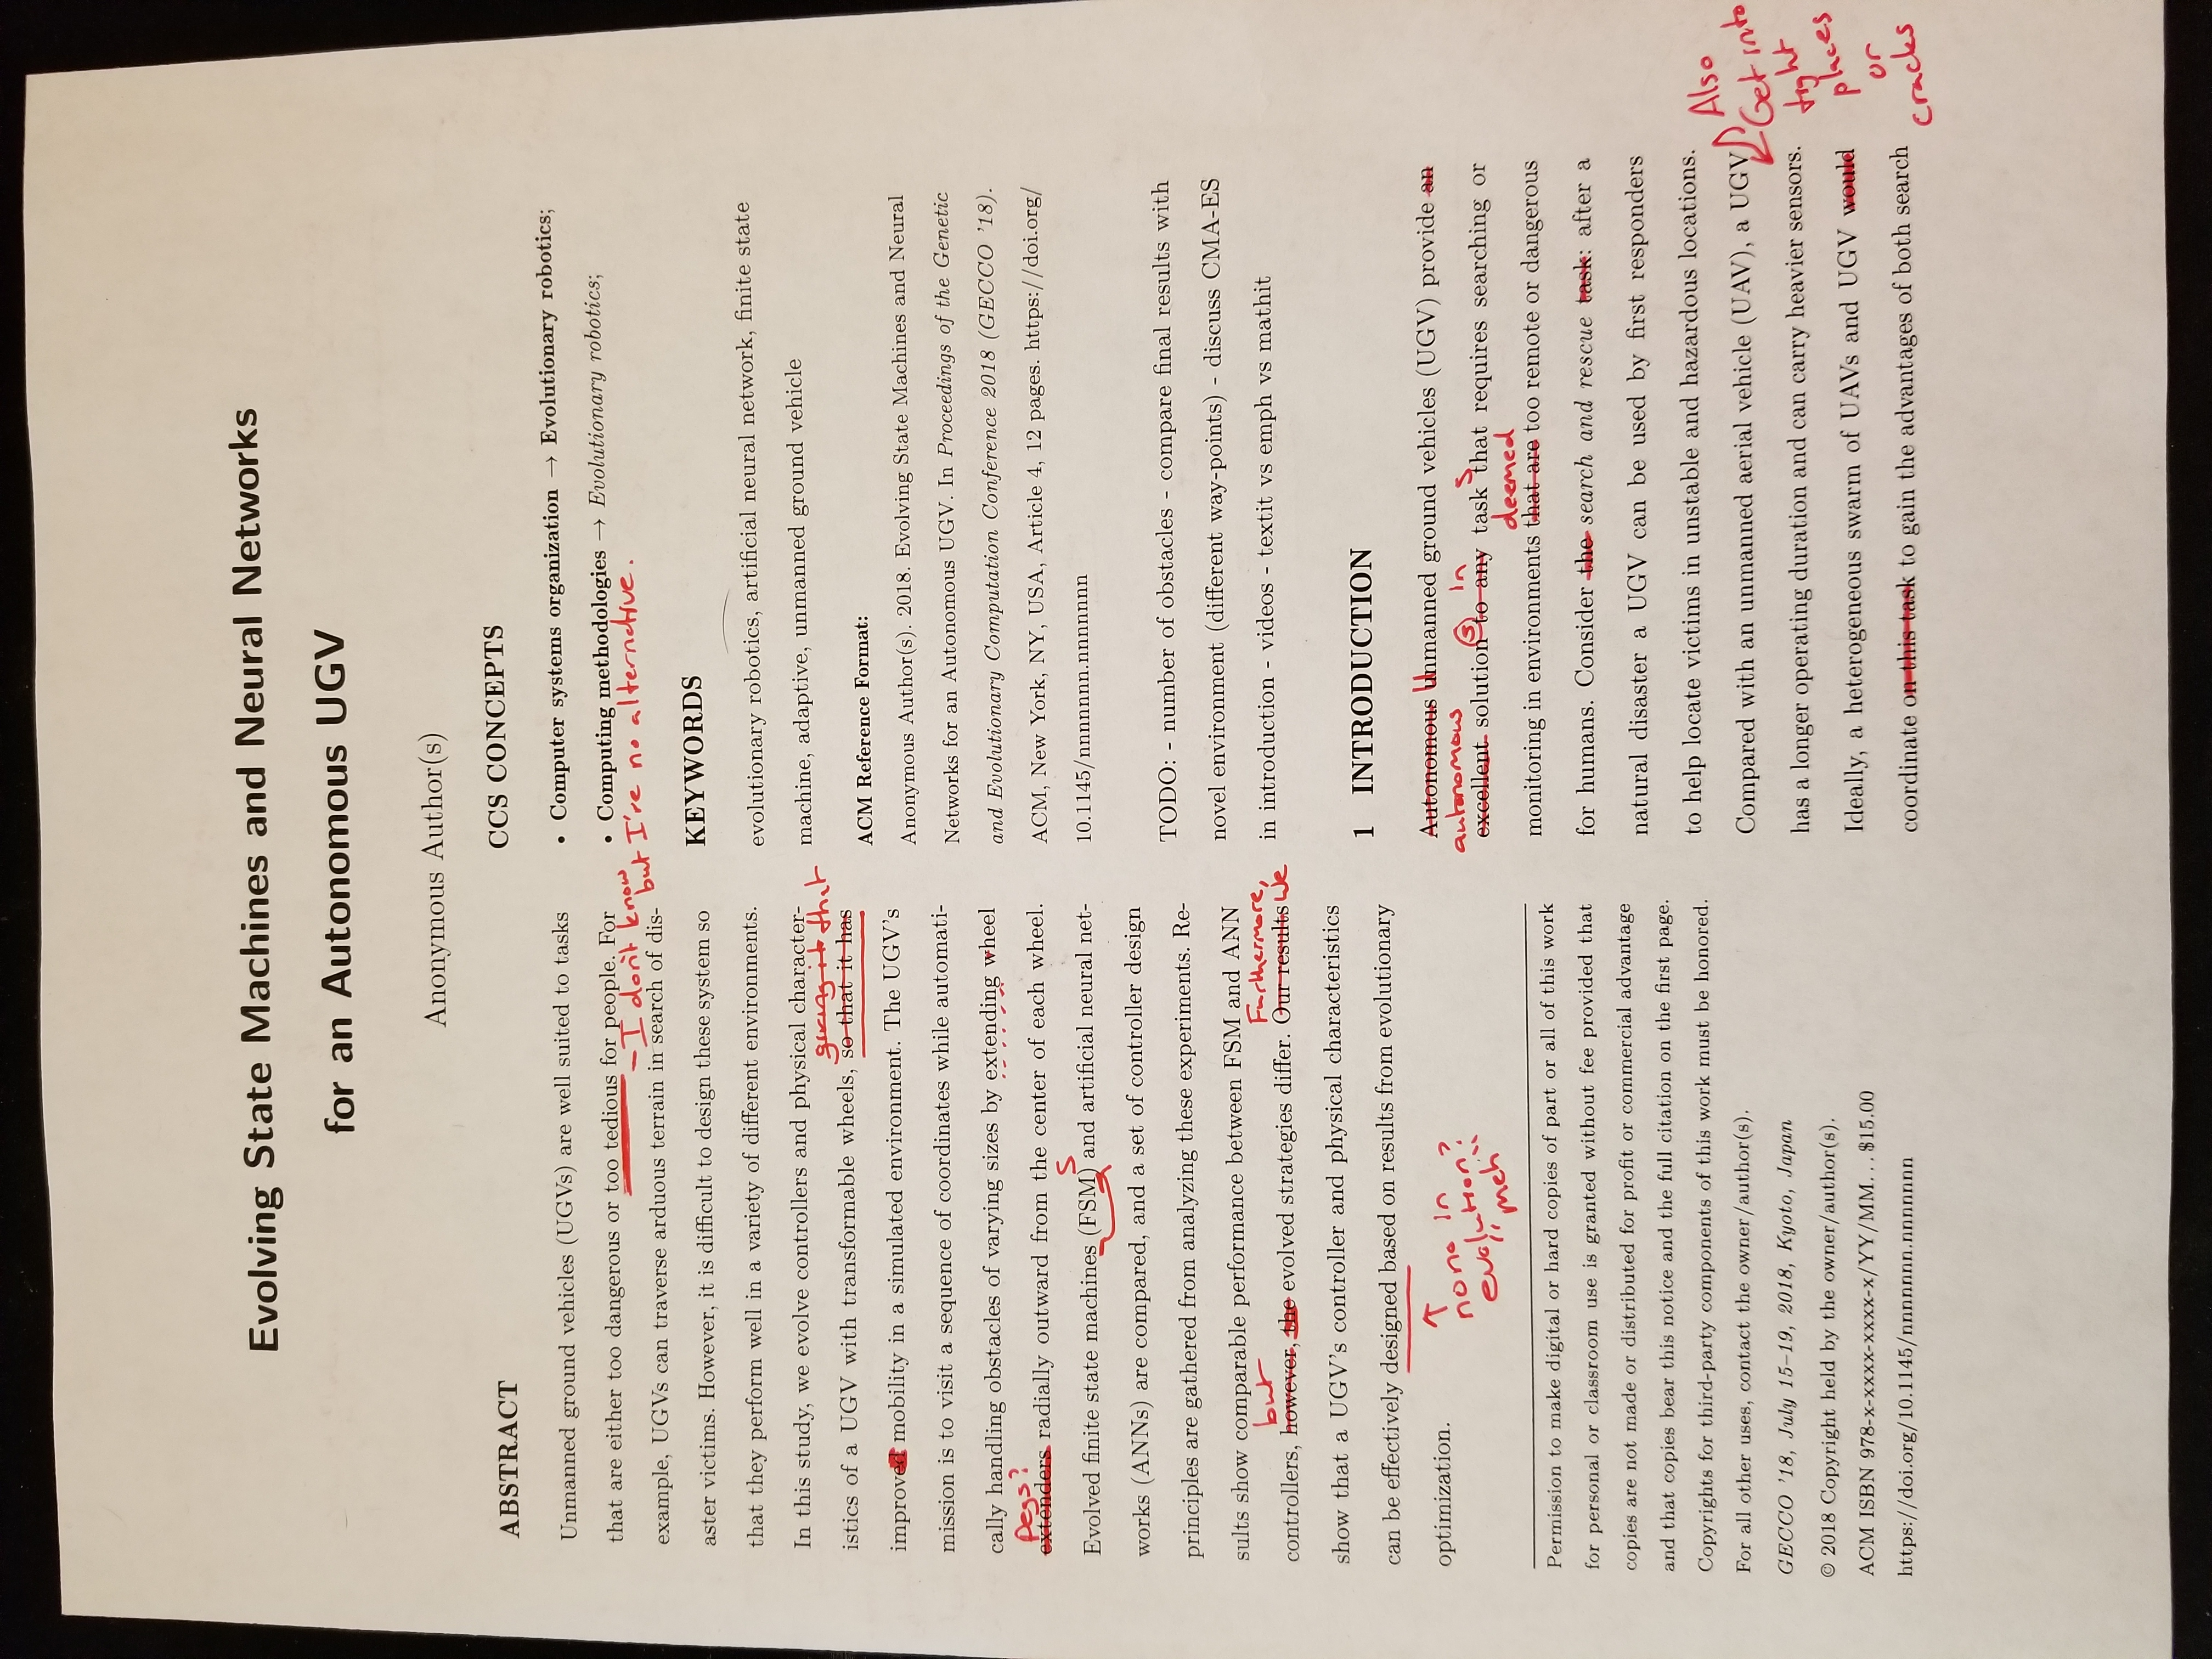 Evolving State Machines and Neural Networks
for an Autonomous UGV
Anonymous Author(s)
ABSTRACT
Unmanned ground vehicles (UGVs) are well suited to tasks
that are either too dangerous or too tedious for people. For
– I don't know
but I've no alternative.
example, UGVs can traverse arduous terrain in search of dis-
aster victims. However, it is difficult to design these system so
that they perform well in a variety of different environments.
In this study, we evolve controllers and physical character-
giving it that
istics of a UGV with transformable wheels, so that it has
improved mobility in a simulated environment. The UGV's
mission is to visit a sequence of coordinates while automati-
cally handling obstacles of varying sizes by extending wheel
Pegs?
extenders radially outward from the center of each wheel.
s
Evolved finite state machines (FSM) and artificial neural net-
works (ANNs) are compared, and a set of controller design
principles are gathered from analyzing these experiments. Re-
sults show comparable performance between FSM and ANN
but Furthermore,
controllers, however, the evolved strategies differ. Our results We
show that a UGV's controller and physical characteristics
can be effectively designed based on results from evolutionary
optimization.
↑
nono in
evolution?
"meh"
Permission to make digital or hard copies of part or all of this work
for personal or classroom use is granted without fee provided that
copies are not made or distributed for profit or commercial advantage
and that copies bear this notice and the full citation on the first page.
Copyrights for third-party components of this work must be honored.
For all other uses, contact the owner/author(s).
GECCO '18, July 15–19, 2018, Kyoto, Japan
© 2018 Copyright held by the owner/author(s).
ACM ISBN 978-x-xxxx-xxxx-x/YY/MM...$15.00
https://doi.org/10.1145/nnnnnnn.nnnnnnn
CCS CONCEPTS
• Computer systems organization → Evolutionary robotics;
• Computing methodologies → Evolutionary robotics;
KEYWORDS
evolutionary robotics, artificial neural network, finite state
machine, adaptive, unmanned ground vehicle
ACM Reference Format:
Anonymous Author(s). 2018. Evolving State Machines and Neural
Networks for an Autonomous UGV. In Proceedings of the Genetic
and Evolutionary Computation Conference 2018 (GECCO '18).
ACM, New York, NY, USA, Article 4, 12 pages. https://doi.org/
10.1145/nnnnnnn.nnnnnnn
TODO: - number of obstacles - compare final results with
novel environment (different way-points) - discuss CMA-ES
in introduction - videos - textit vs emph vs mathit
1 INTRODUCTION
Autonomous Unmanned ground vehicles (UGV) provide an
autonomous s in s
excellent solution to any task that requires searching or
deemed
monitoring in environments that are too remote or dangerous
for humans. Consider the search and rescue task: after a
natural disaster a UGV can be used by first responders
to help locate victims in unstable and hazardous locations.
Compared with an unmanned aerial vehicle (UAV), a UGV
has a longer operating duration and can carry heavier sensors.
Ideally, a heterogeneous swarm of UAVs and UGV would
coordinate on this task to gain the advantages of both search
Also
Get into
tight
places
or
cracks